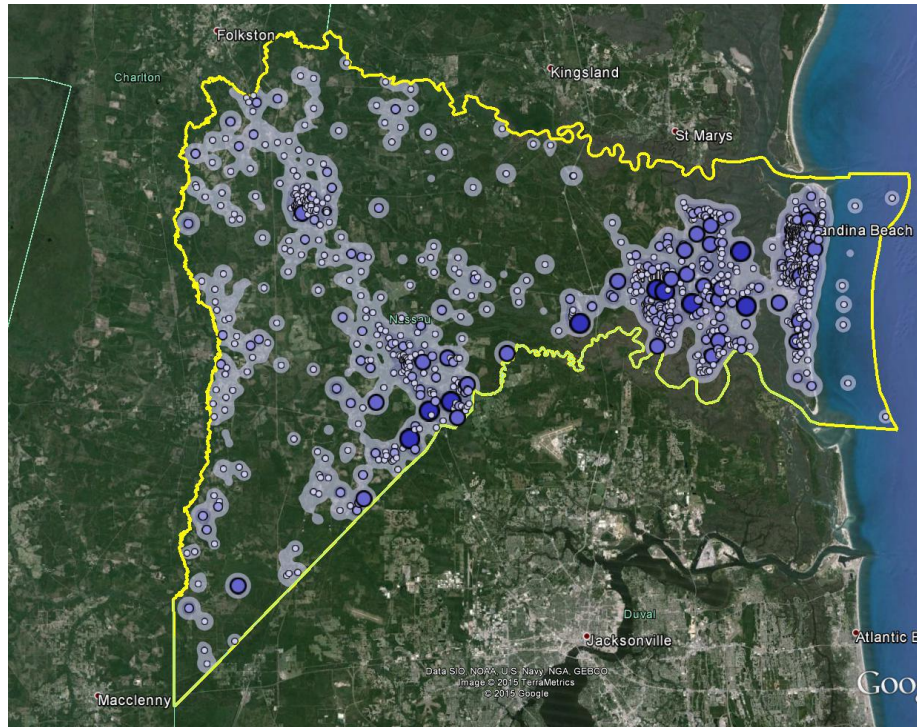 Folkston
Charlton
Kingsland
St Marys
andina Beach
Nassau
Duval
Jacksonville
Atlantic B
Data SIO, NOAA, U.S. Navy, NGA, GEBCO
Image © 2015 TerraMetrics
© 2015 Google
Goo
Macclenny